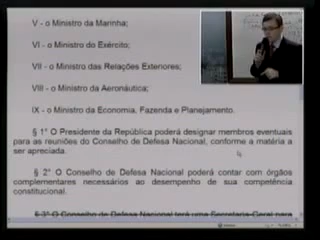 V - o Ministro da Marinha;
VI - o Ministro do Exército;
VII - o Ministro das Relações Exteriores;
VIII - o Ministro da Aeronáutica;
IX - o Ministro da Economia, Fazenda e Planejamento.
§ 1° O Presidente da República poderá designar membros eventuais
para as reuniões do Conselho de Defesa Nacional, conforme a matéria a
ser apreciada.
§ 2° O Conselho de Defesa Nacional poderá contar com órgãos
complementares necessários ao desempenho de sua competência
constitucional.
§ 3° O Conselho de Defesa Nacional terá uma Secretaria-Geral para